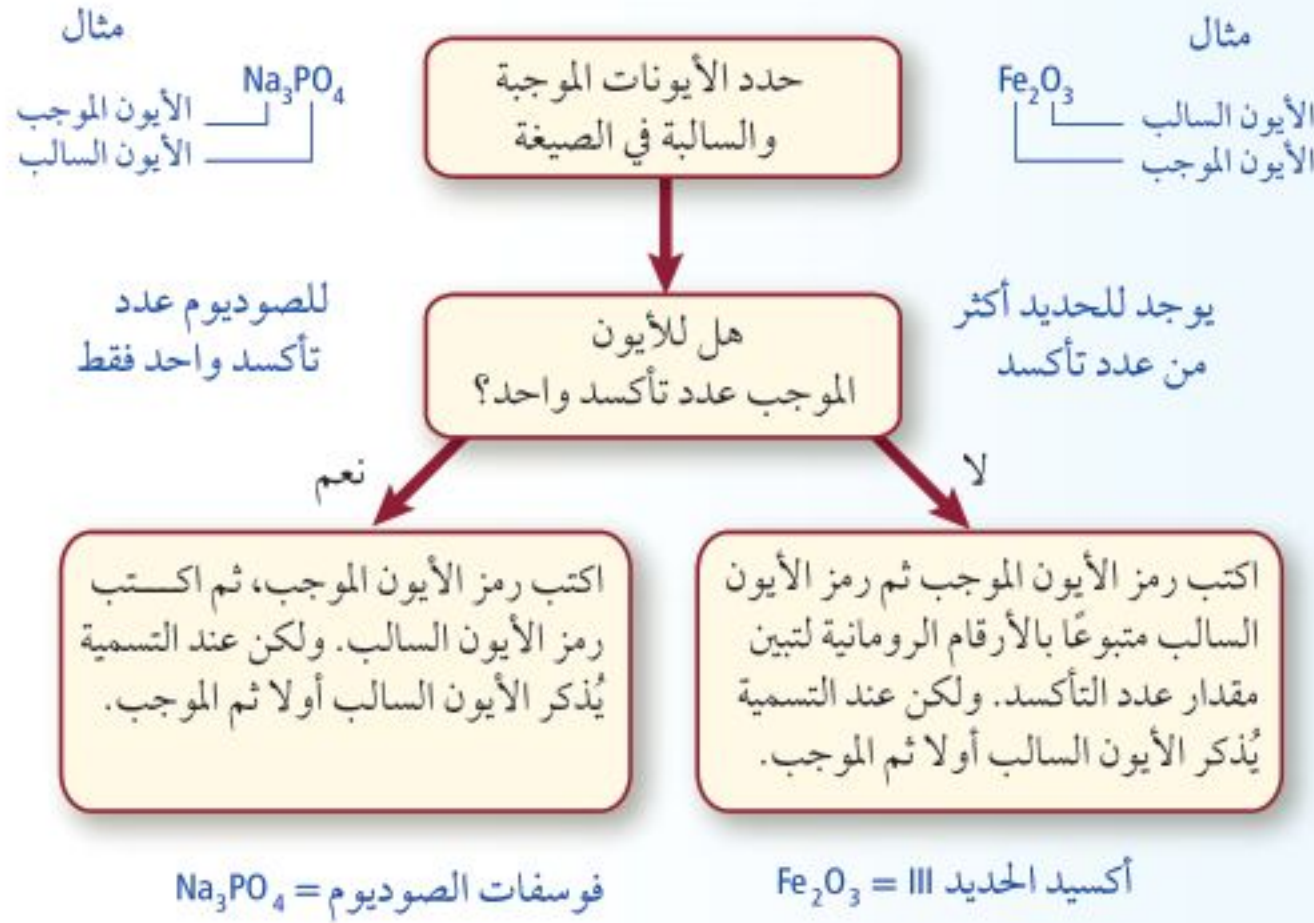 مثال
Fe₂O₃
الأيون السالب
الأيون الموجب
حدد الأيونات الموجبة
والسالبة في الصيغة
مثال
Na₃PO₄
الأيون الموجب
الأيون السالب
يوجد للحديد أكثر
من عدد تأكسد
هل للأيون
الموجب عدد تأكسد واحد؟
للصوديوم عدد
تأكسد واحد فقط
لا
نعم
اكتب رمز الأيون الموجب ثم رمز الأيون
السالب متبوعًا بالأرقام الرومانية لتبين
مقدار عدد التأكسد. ولكن عند التسمية
يُذكر الأيون السالب أولا ثم الموجب.
اكتب رمز الأيون الموجب، ثم اكتب
رمز الأيون السالب. ولكن عند التسمية
يُذكر الأيون السالب أولا ثم الموجب.
أكسيد الحديد III = Fe₂O₃
فوسفات الصوديوم = Na₃PO₄